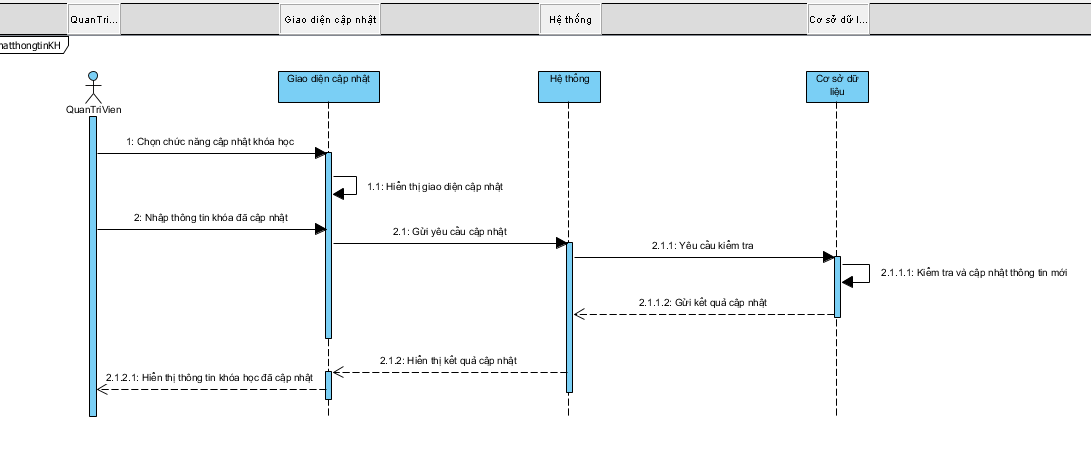 QuanTri...
Giao diện cập nhật
Hệ thống
Cơ sở dữ l...
hatthongtinKH
Giao diện cập nhật
Hệ thống
Cơ sở dữ
liệu
QuanTriVien
1: Chọn chức năng cập nhật khóa học
1.1: Hiển thị giao diện cập nhật
2: Nhập thông tin khóa đã cập nhật
2.1: Gửi yêu cầu cập nhật
2.1.1: Yêu cầu kiểm tra
2.1.1.1: Kiểm tra và cập nhật thông tin mới
2.1.1.2: Gửi kết quả cập nhật
2.1.2: Hiển thị kết quả cập nhật
2.1.2.1: Hiển thị thông tin khóa học đã cập nhật